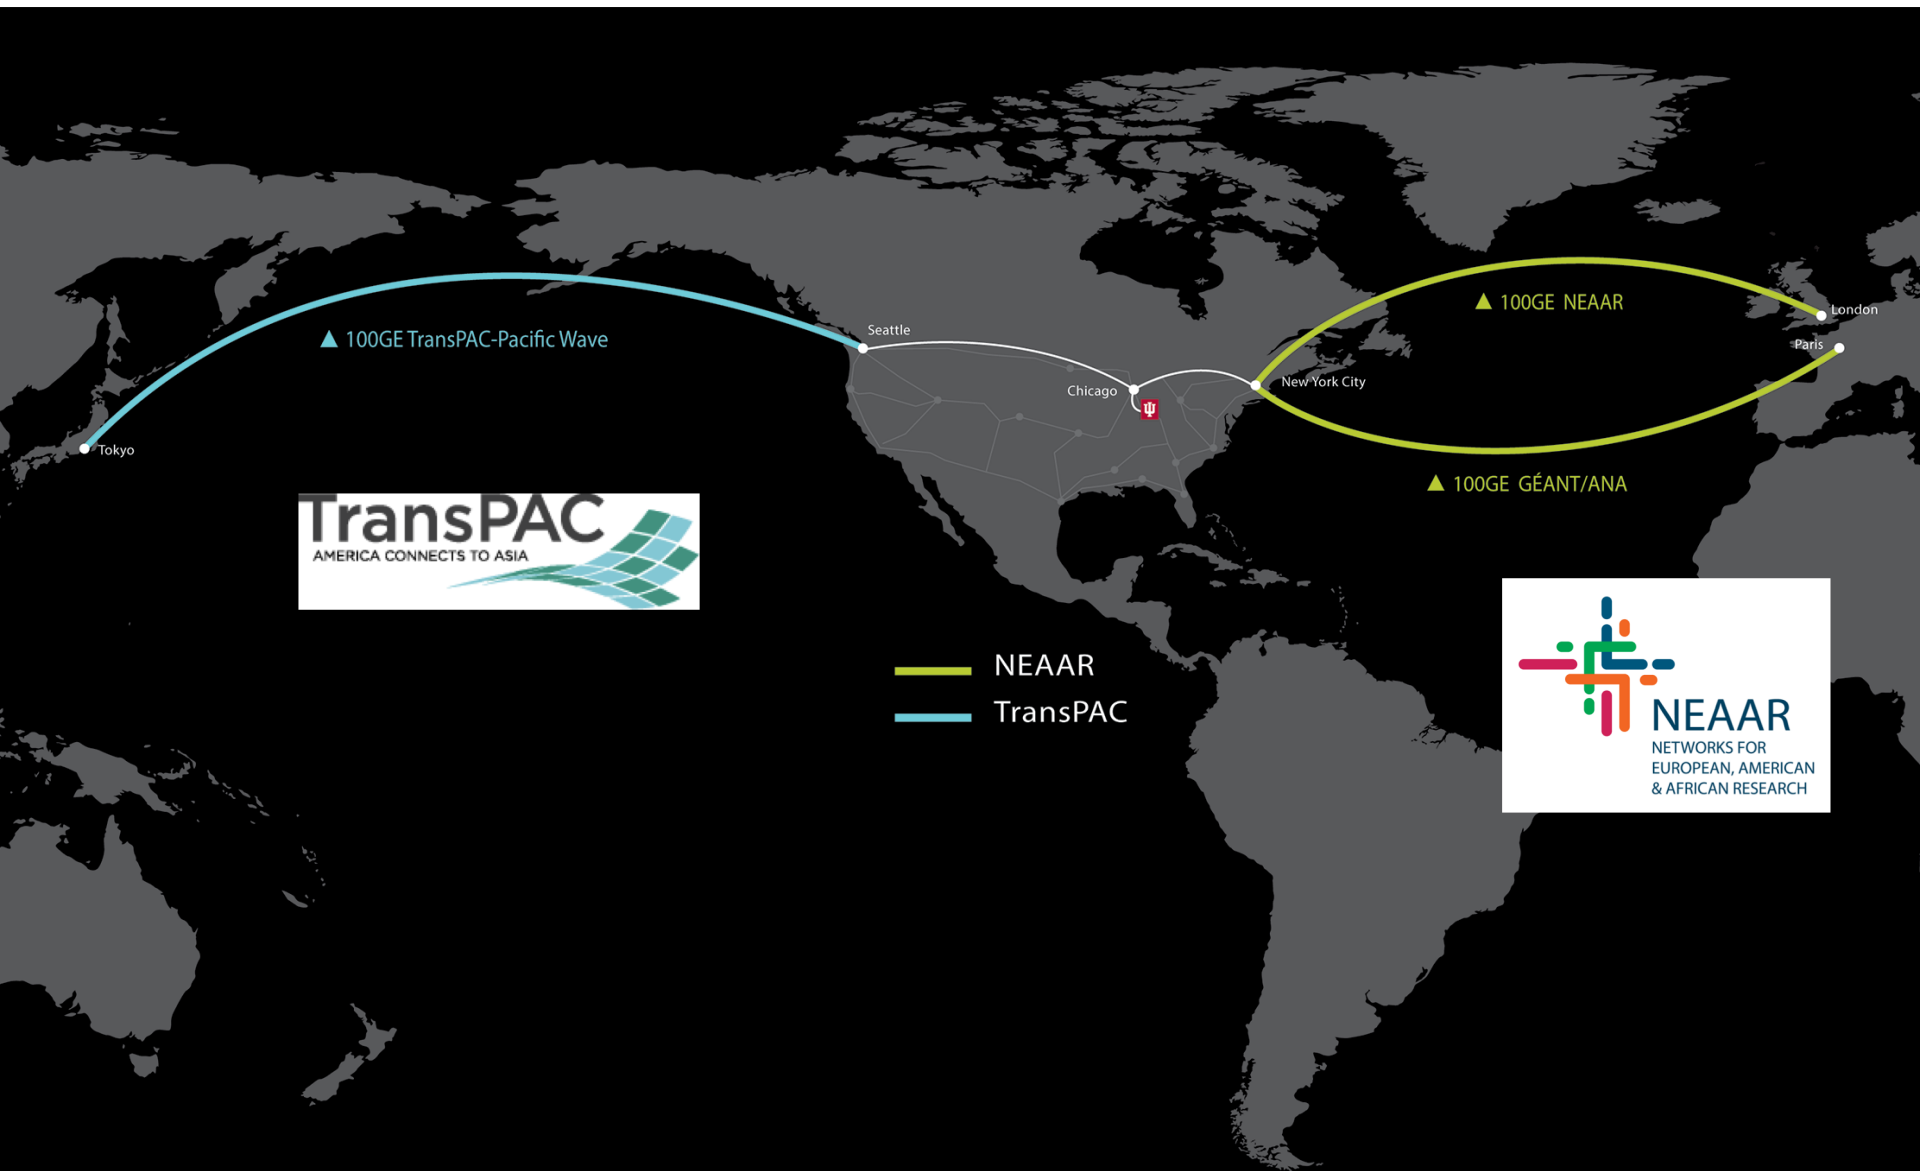 Seattle
London
100GE NEAAR
100GE TransPAC-Pacific Wave
Paris
Chicago
New York City
Tokyo
100GE GÉANT/ANA
TransPAC
AMERICA CONNECTS TO ASIA
NEAAR
TransPAC
NEAAR
NETWORKS FOR
EUROPEAN, AMERICAN
& AFRICAN RESEARCH